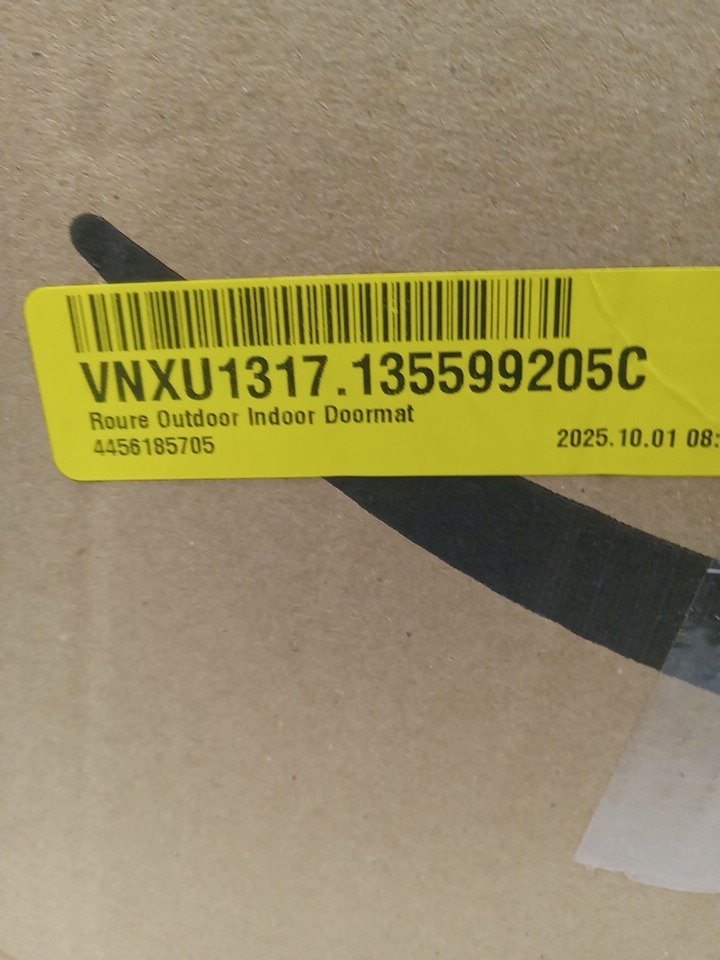 VNXU1317.135599205C
Roure Outdoor Indoor Doormat
4456185705
2025.10.01 08: